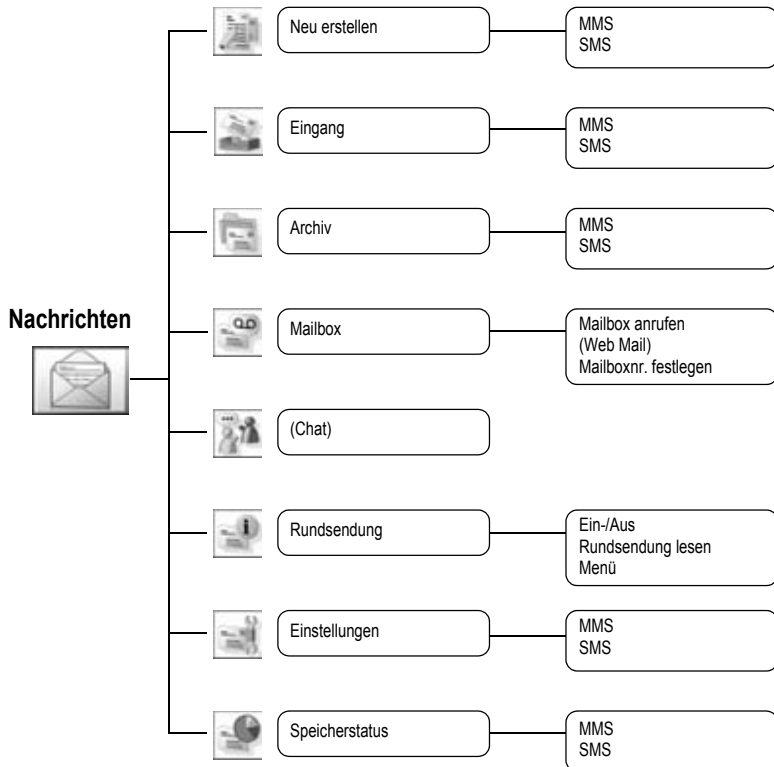 Neu erstellen
MMS
SMS
Eingang
MMS
SMS
Archiv
MMS
SMS
Nachrichten
Mailbox
Mailbox anrufen
(Web Mail)
Mailboxnr. festlegen
(Chat)
Rundsendung
Ein-/Aus
Rundsendung lesen
Menü
Einstellungen
MMS
SMS
Speicherstatus
MMS
SMS